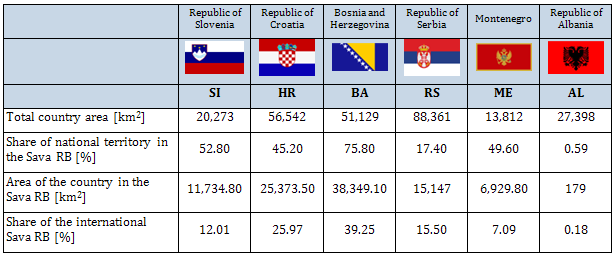 Republic of Slovenia Republic of Croatia Bosnia and Herzegovina Republic of Serbia Montenegro Republic of Albania
SI HR BA RS ME AL
Total country area [km2] 20,273 56,542 51,129 88,361 13,812 27,398
Share of national territory in the Sava RB [%] 52.80 45.20 75.80 17.40 49.60 0.59
Area of the country in the Sava RB [km2] 11,734.80 25,373.50 38,349.10 15,147 6,929.80 179
Share of the international Sava RB [%] 12.01 25.97 39.25 15.50 7.09 0.18